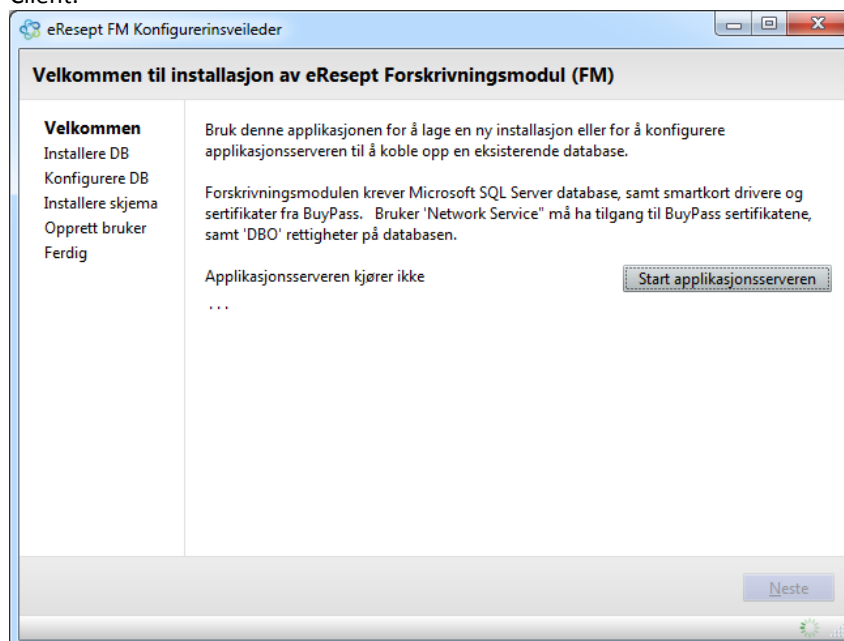 Client.
eResept FM Konfigurerinsveileder
Velkommen til installasjon av eResept Forskrivningsmodul (FM)
Velkommen
Installere DB
Konfigurere DB
Installere skjema
Opprett bruker
Ferdig
Bruk denne applikasjonen for å lage en ny installasjon eller for å konfigurere
applikasjonsserveren til å koble opp en eksisterende database.
Forskrivningsmodulen krever Microsoft SQL Server database, samt smartkort drivere og
sertifikater fra BuyPass.   Bruker 'Network Service" må ha tilgang til BuyPass sertifikatene,
samt 'DBO' rettigheter på databasen.
Applikasjonsserveren kjører ikke
Start applikasjonsserveren
...
Neste